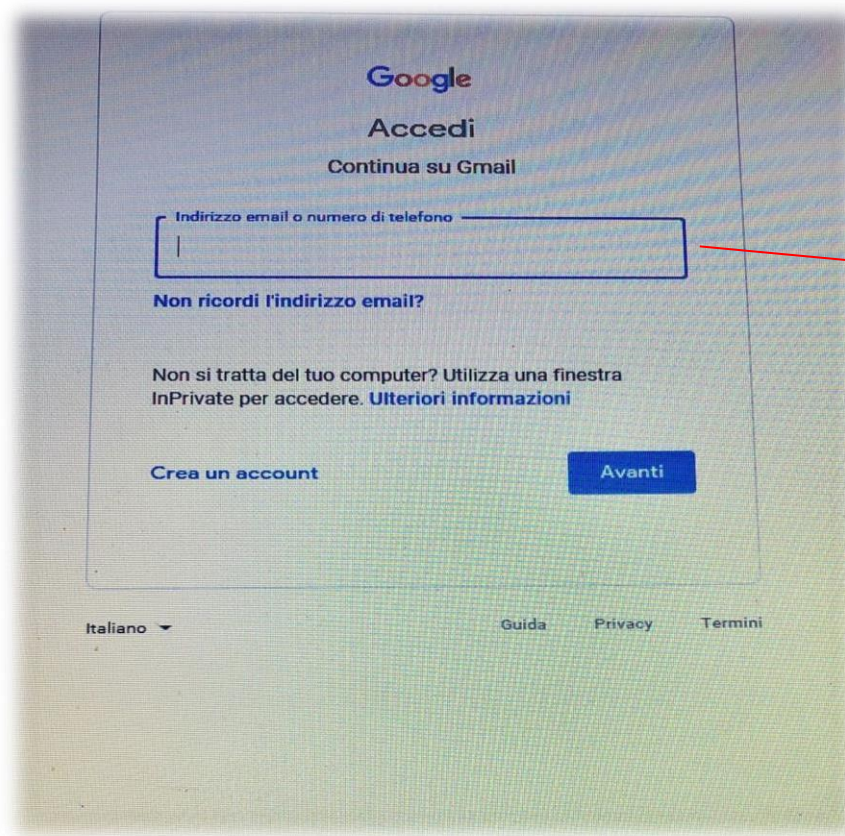 Google
Accedi
Continua su Gmail
Indirizzo email o numero di telefono
Non ricordi l'indirizzo email?
Non si tratta del tuo computer? Utilizza una finestra
InPrivate per accedere. Ulteriori informazioni
Crea un account
Avanti
Italiano
Guida Privacy Termini